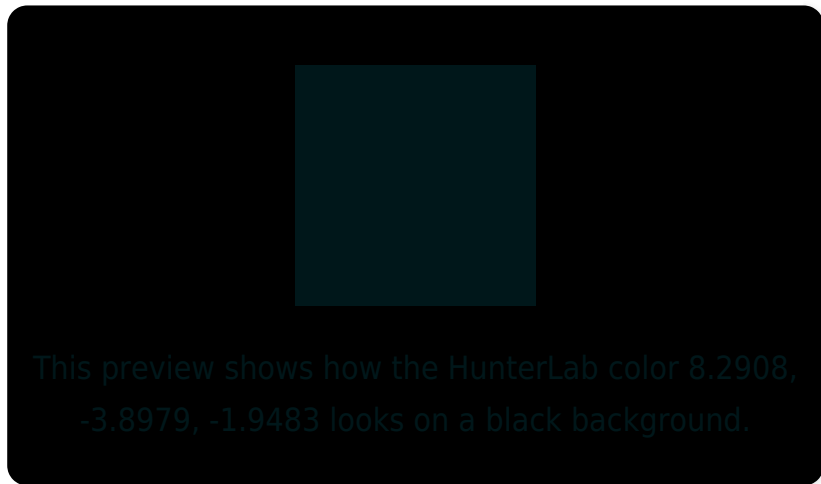 This preview shows how the HunterLab color 8.2908,
-3.8979, -1.9483 looks on a black background.